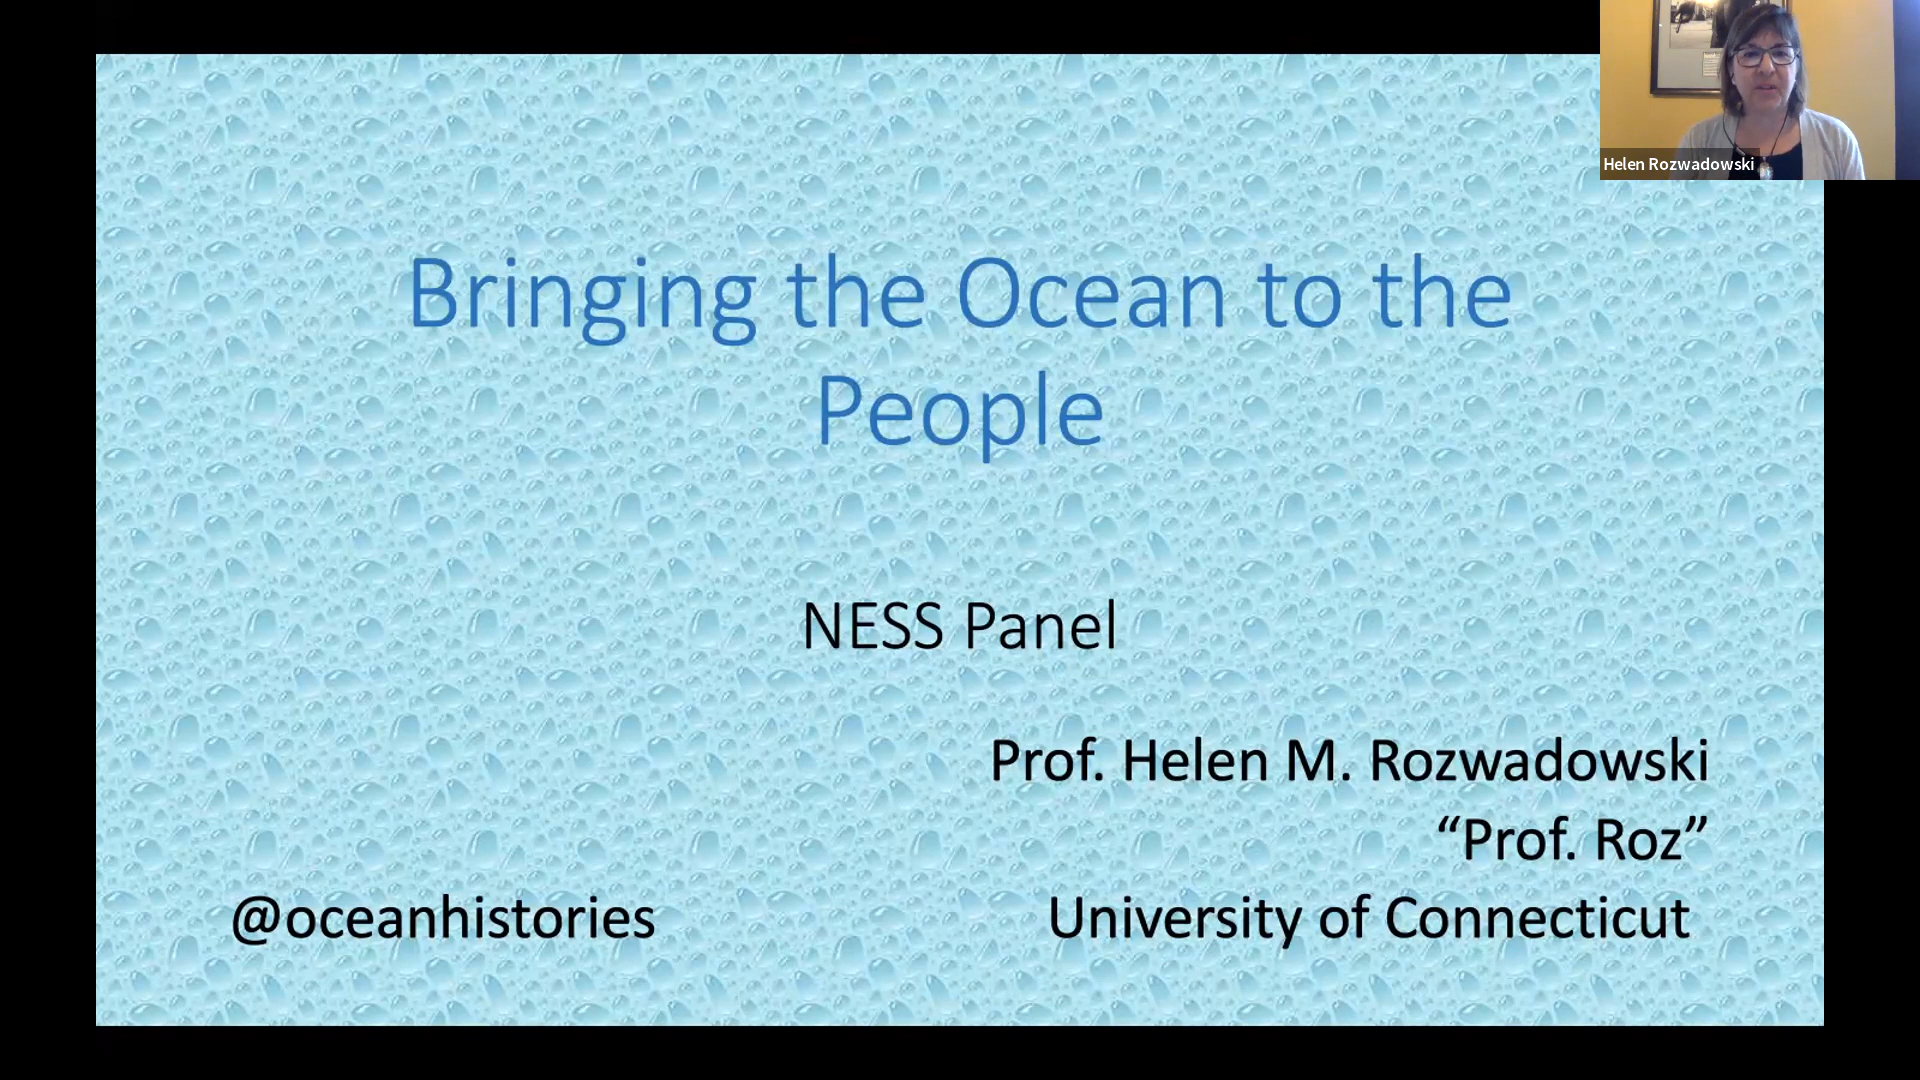 Helen Rozwadowski
Bringing the Ocean to the
People
NESS Panel
Prof. Helen M. Rozwadowski
“Prof. Roz”
@oceanhistories
University of Connecticut